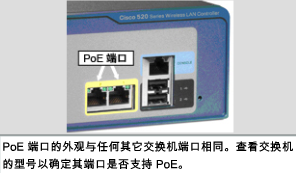 Cisco 520 Series Wireless LAN Controller
PoE 端口
CONSOLE
PoE 端口的外观与任何其它交换机端口相同。查看交换机
的型号以确定其端口是否支持 PoE。